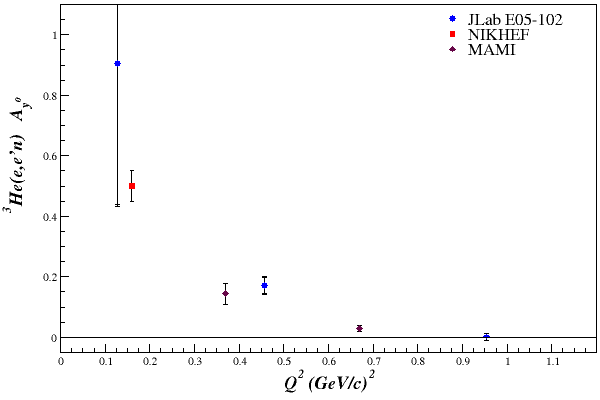 JLab E05-102
NIKHEF
MAMI
³He(e,e'n) A_y⁰
1
0.8
0.6
0.4
0.2
0
0 0.1 0.2 0.3 0.4 0.5 0.6 0.7 0.8 0.9 1 1.1
Q² (GeV/c)²